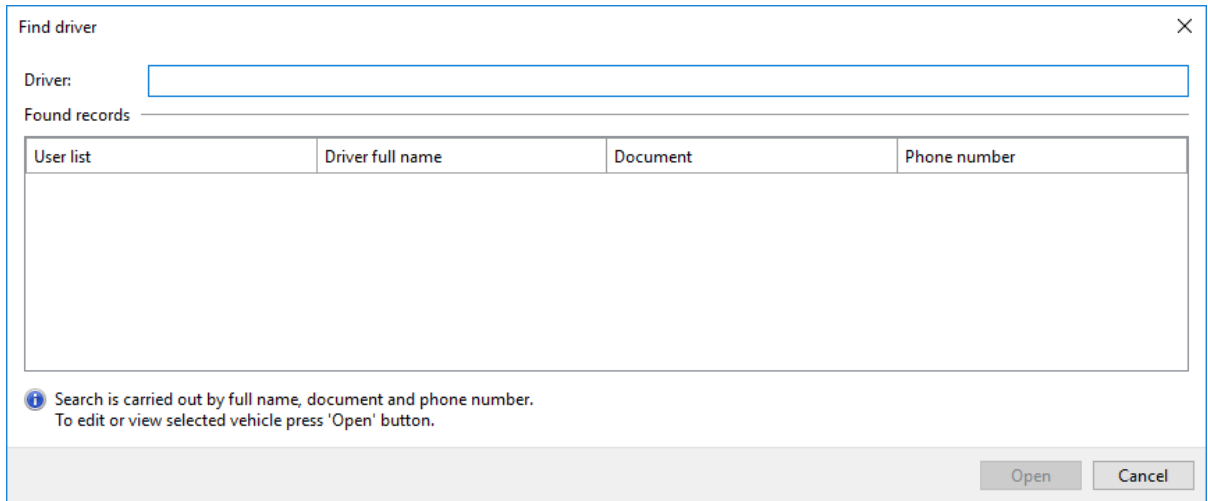 Find driver
Driver:
Found records
User list Driver full name Document Phone number
Search is carried out by full name, document and phone number.
To edit or view selected vehicle press 'Open' button.
Open Cancel